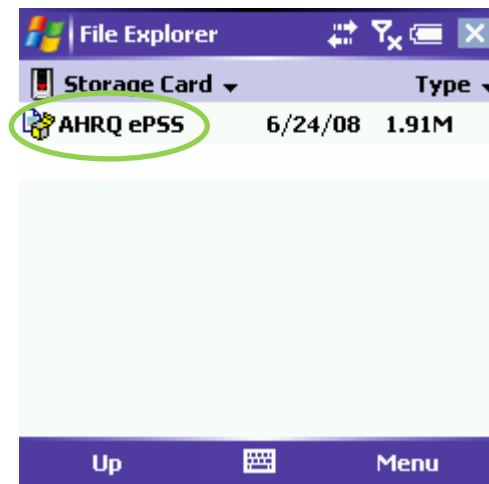 File Explorer
Storage Card Type
AHRQ ePSS 6/24/08 1.91M
Up Menu